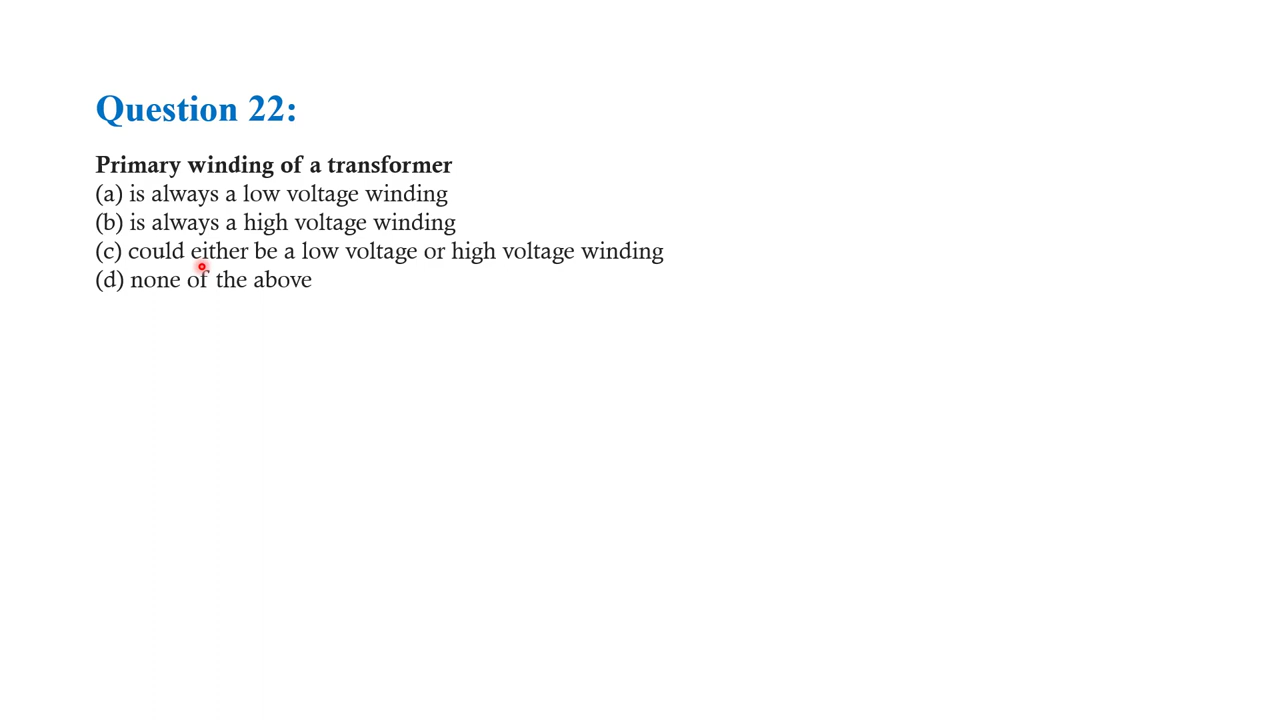 Question 22:
Primary winding of a transformer
(a) is always a low voltage winding
(b) is always a high voltage winding
(c) could either be a low voltage or high voltage winding
(d) none of the above